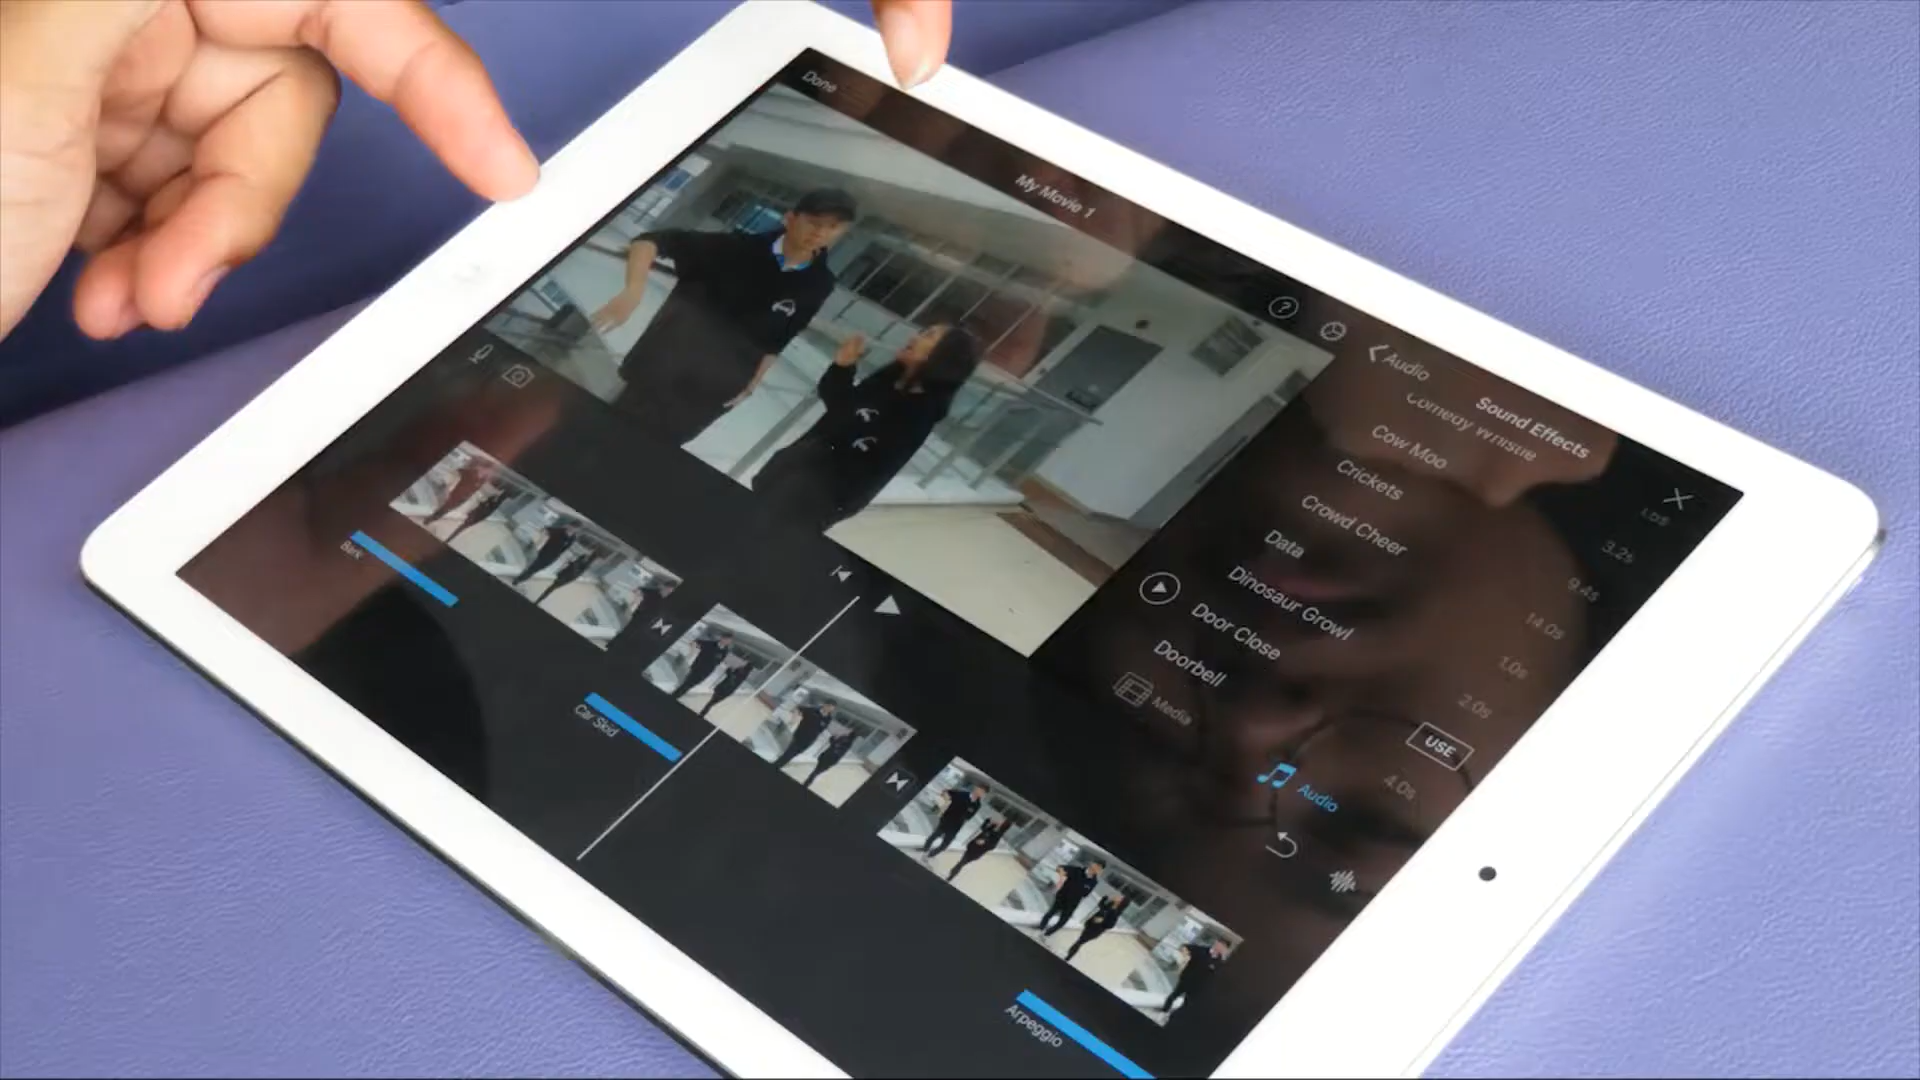 Done
My Movie 1
Audio
Sound Effects
Comedy Whistle
1.0s
Cow Moo
3.2s
Crickets
9.4s
Crowd Cheer
14.0s
Data
1.0s
Dinosaur Growl
2.0s
Door Close
USE
Doorbell
4.0s
Media
Audio
Bark
Car Skid
Arpeggio